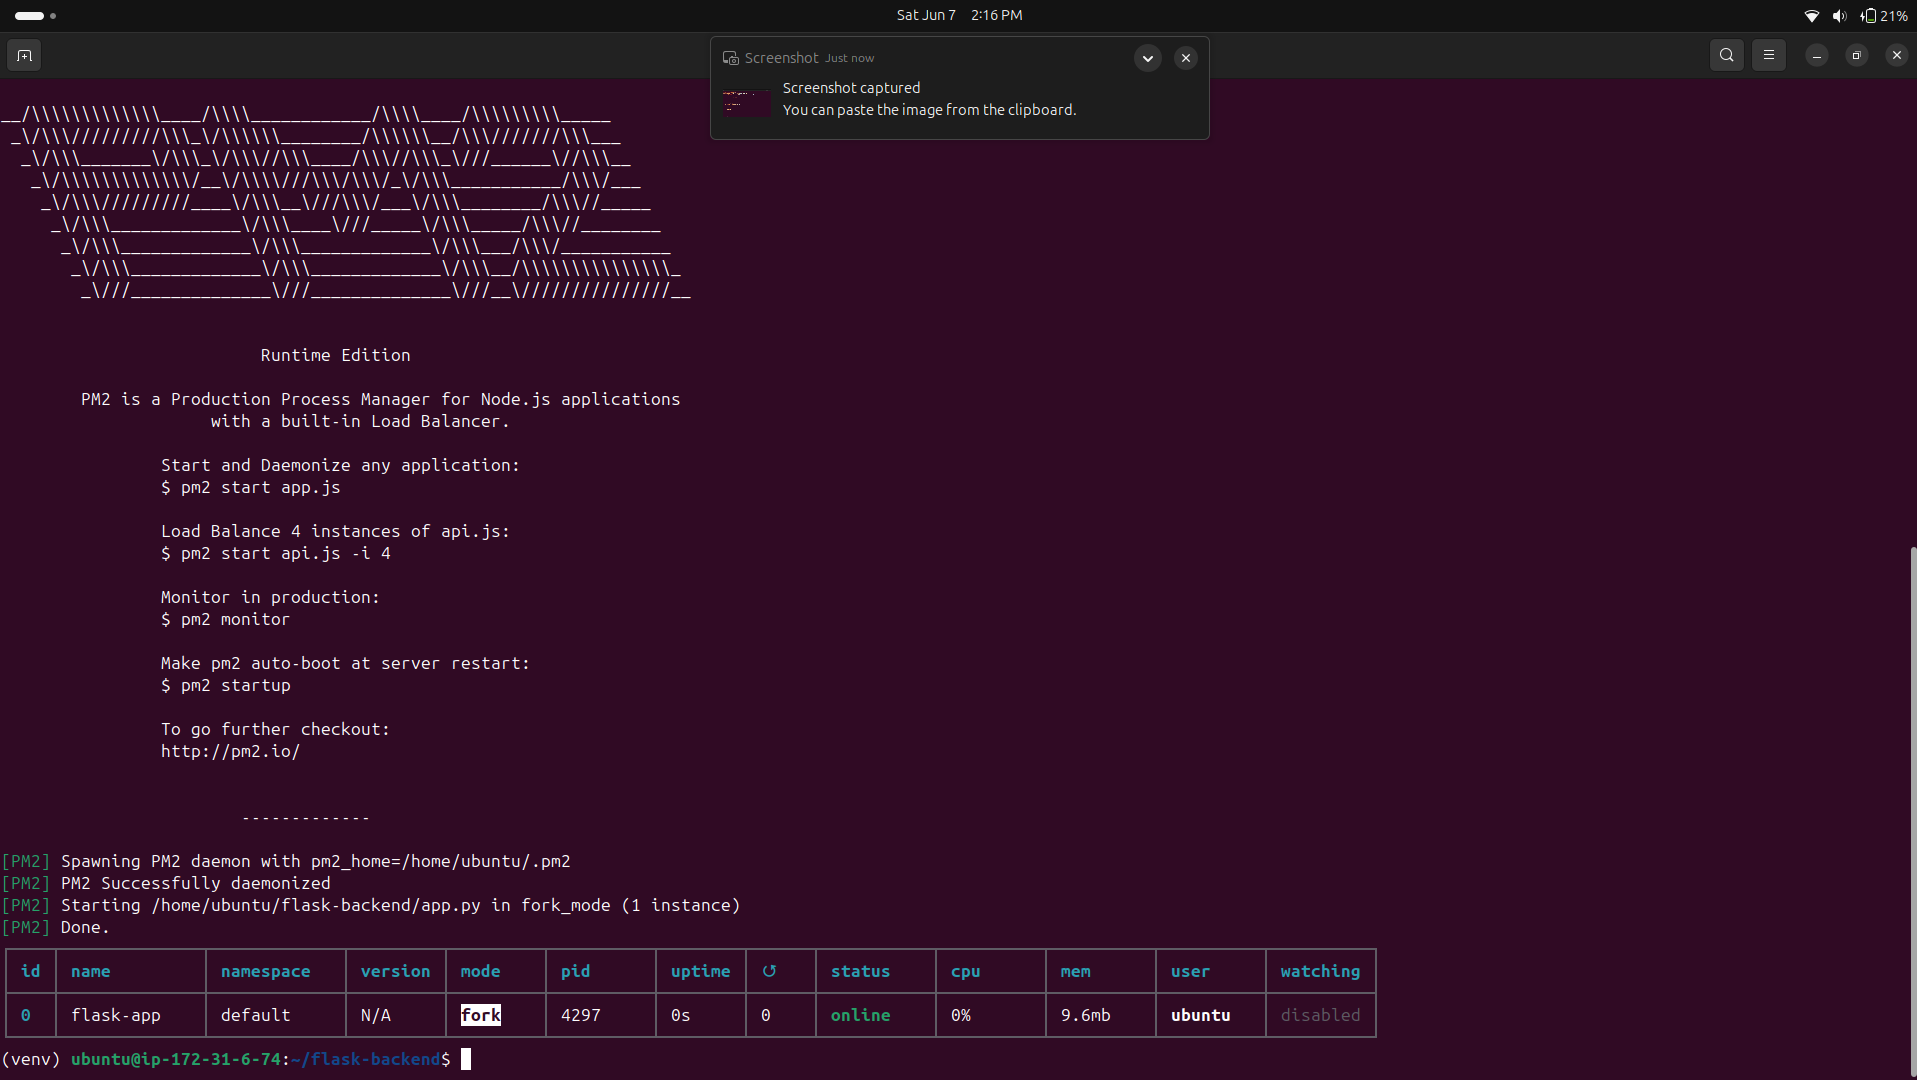 Sat Jun 7 2:16 PM
21%
Screenshot Just now
Screenshot captured
You can paste the image from the clipboard.
__/\\\\\\\\\\\\\____/\\\\____________/\\\\____/\\\\\\\\\_____
_\/\\\/////////\\\_\/\\\\\\________/\\\\\\__/\\\///////\\\___
_\/\\\_______\/\\\_\/\\\//\\\____/\\\//\\\_\///______\//\\\__
_\/\\\\\\\\\\\\\/__\/\\\\///\\\/\\\/_\/\\\___________/\\\/___
_\/\\\/////////____\/\\\__\///\\\/___\/\\\________/\\\//_____
_\/\\\_____________\/\\\____\///_____\/\\\_____/\\\//________
_\/\\\_____________\/\\\_____________\/\\\___/\\\/___________
_\/\\\_____________\/\\\_____________\/\\\__/\\\\\\\\\\\\\\\_
_\///______________\///______________\///__\///////////////__
Runtime Edition
PM2 is a Production Process Manager for Node.js applications
with a built-in Load Balancer.
Start and Daemonize any application:
$ pm2 start app.js
Load Balance 4 instances of api.js:
$ pm2 start api.js -i 4
Monitor in production:
$ pm2 monitor
Make pm2 auto-boot at server restart:
$ pm2 startup
To go further checkout:
http://pm2.io/
-------------
[PM2] Spawning PM2 daemon with pm2_home=/home/ubuntu/.pm2
[PM2] PM2 Successfully daemonized
[PM2] Starting /home/ubuntu/flask-backend/app.py in fork_mode (1 instance)
[PM2] Done.
id name namespace version mode pid uptime ↺ status cpu mem user watching
0 flask-app default N/A fork 4297 0s 0 online 0% 9.6mb ubuntu disabled
(venv) ubuntu@ip-172-31-6-74:~/flask-backend$